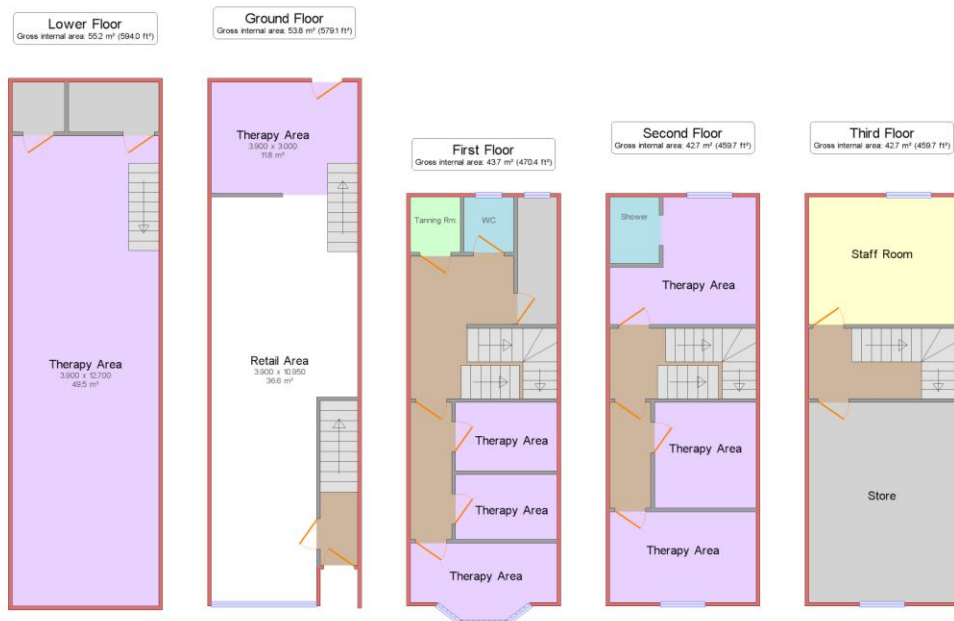 Lower Floor
Gross internal area: 55.2 m² (594.0 ft²)
Ground Floor
Gross internal area: 53.8 m² (579.1 ft²)
First Floor
Gross internal area: 43.7 m² (470.4 ft²)
Second Floor
Gross internal area: 42.7 m² (459.7 ft²)
Third Floor
Gross internal area: 42.7 m² (459.7 ft²)
Therapy Area
3.900 x 12.700
49.5 m²
Therapy Area
3.900 x 3.000
11.8 m²
Retail Area
3.900 x 10.950
36.6 m²
Tanning Rm
WC
Therapy Area
Therapy Area
Therapy Area
Shower
Therapy Area
Therapy Area
Therapy Area
Staff Room
Store